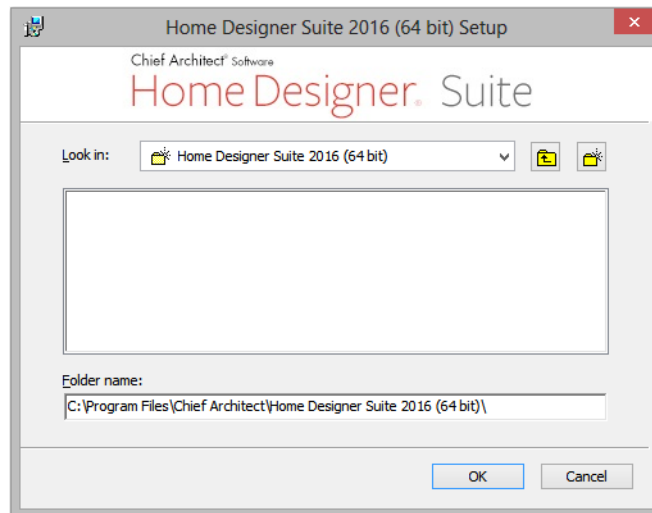 Home Designer Suite 2016 (64 bit) Setup
Chief Architect® Software
Home Designer® Suite
Look in:
Home Designer Suite 2016 (64 bit)
Folder name:
C:\Program Files\Chief Architect\Home Designer Suite 2016 (64 bit)\
OK
Cancel